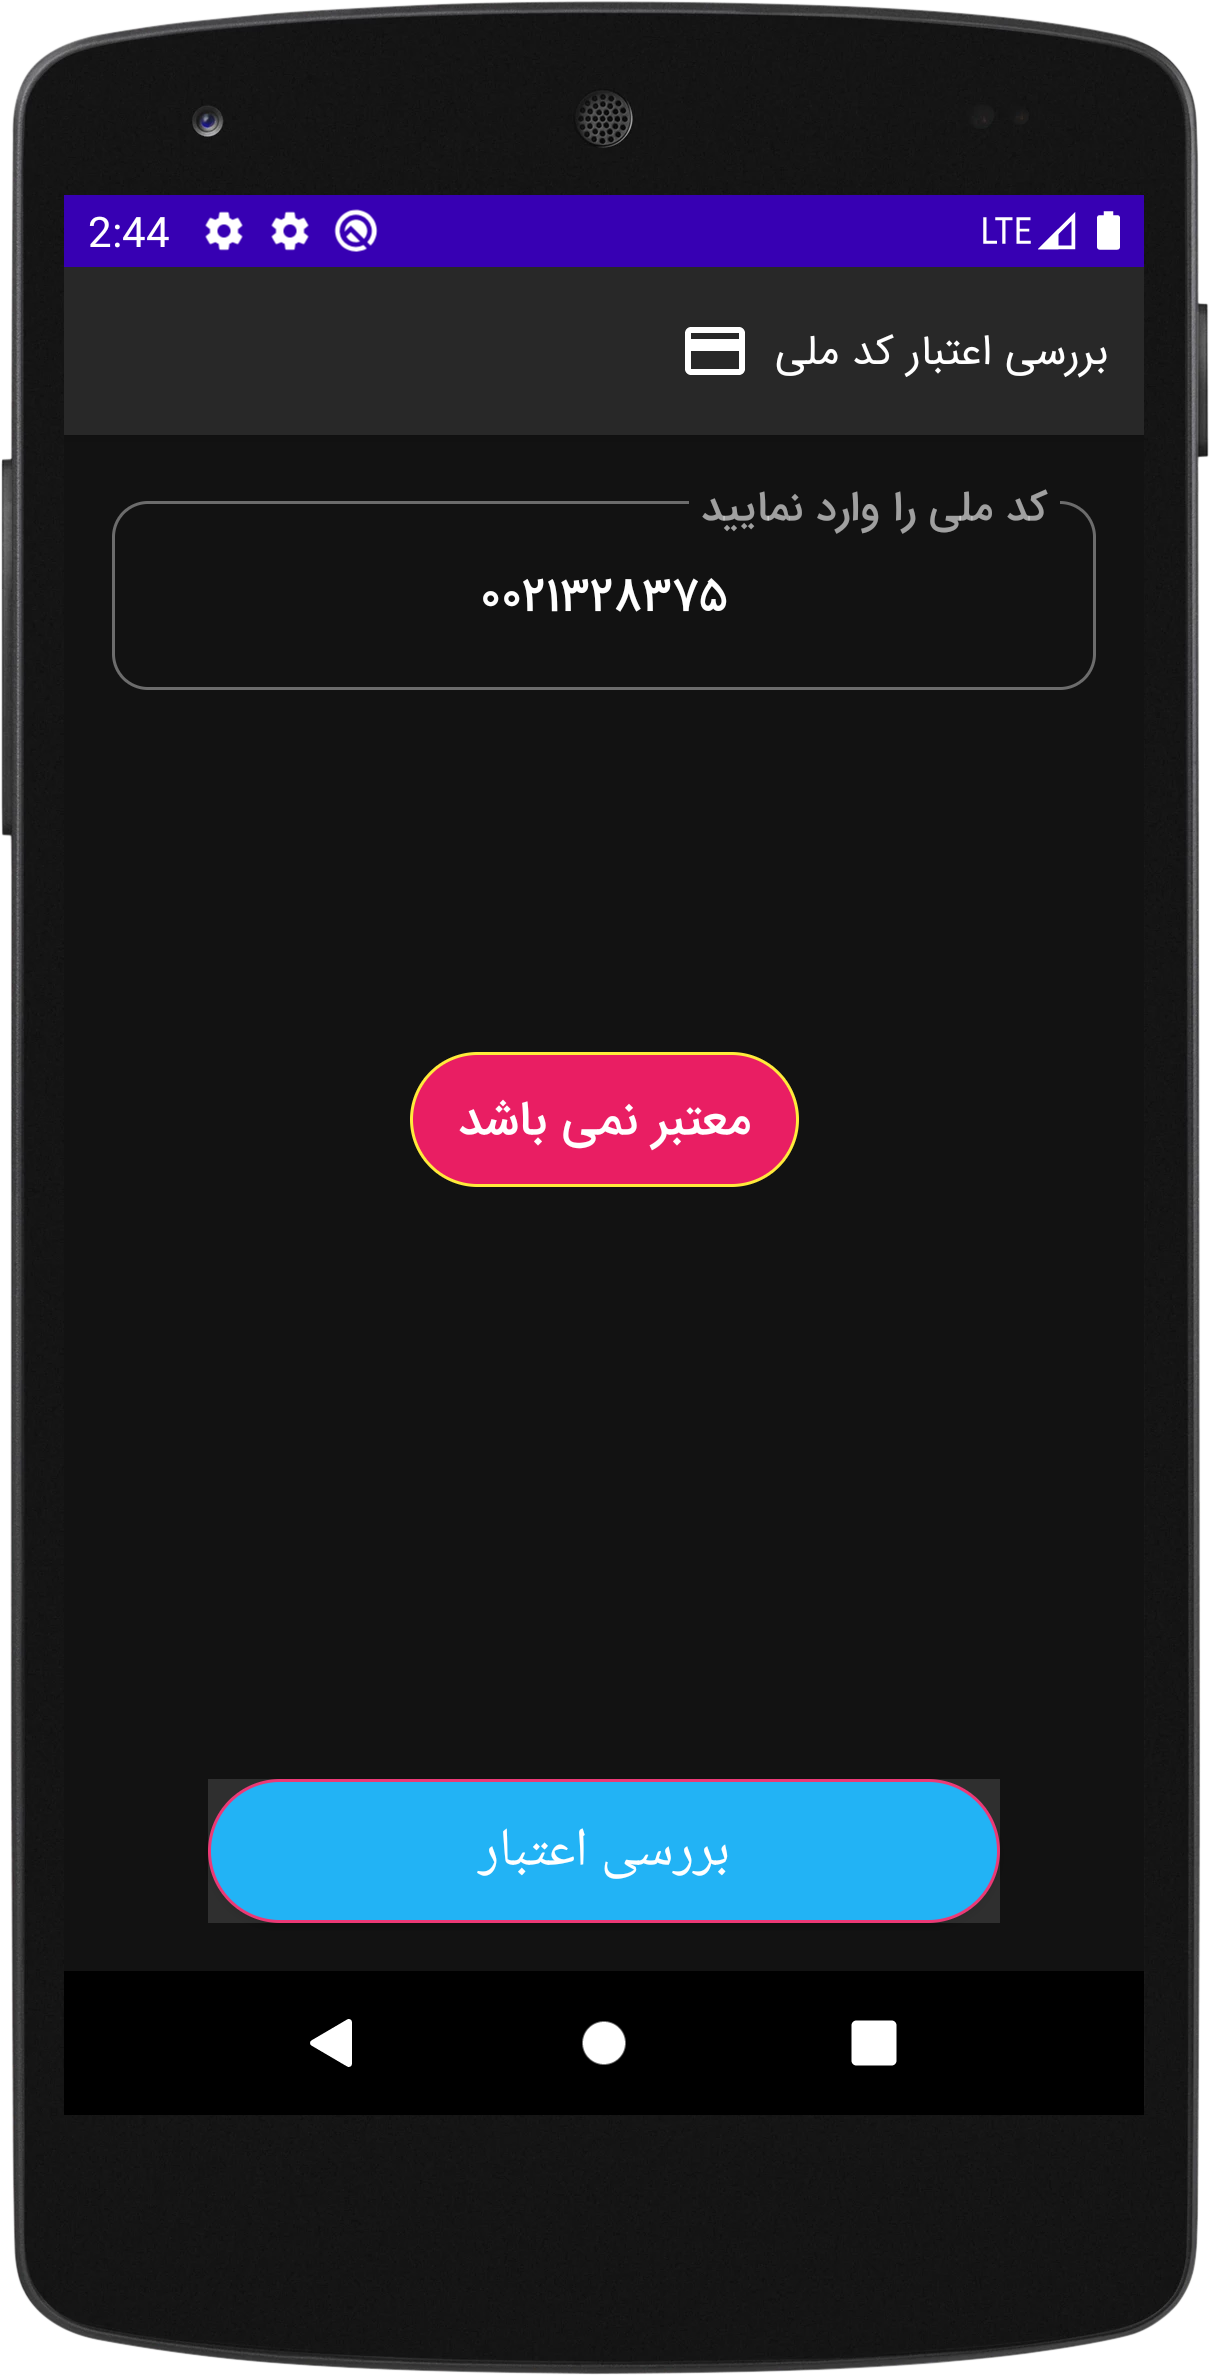 2:44 LTE
بررسی اعتبار کد ملی
کد ملی را وارد نمایید
۰۰۲۱۳۲۸۳۷۵
معتبر نمی باشد
بررسی اعتبار